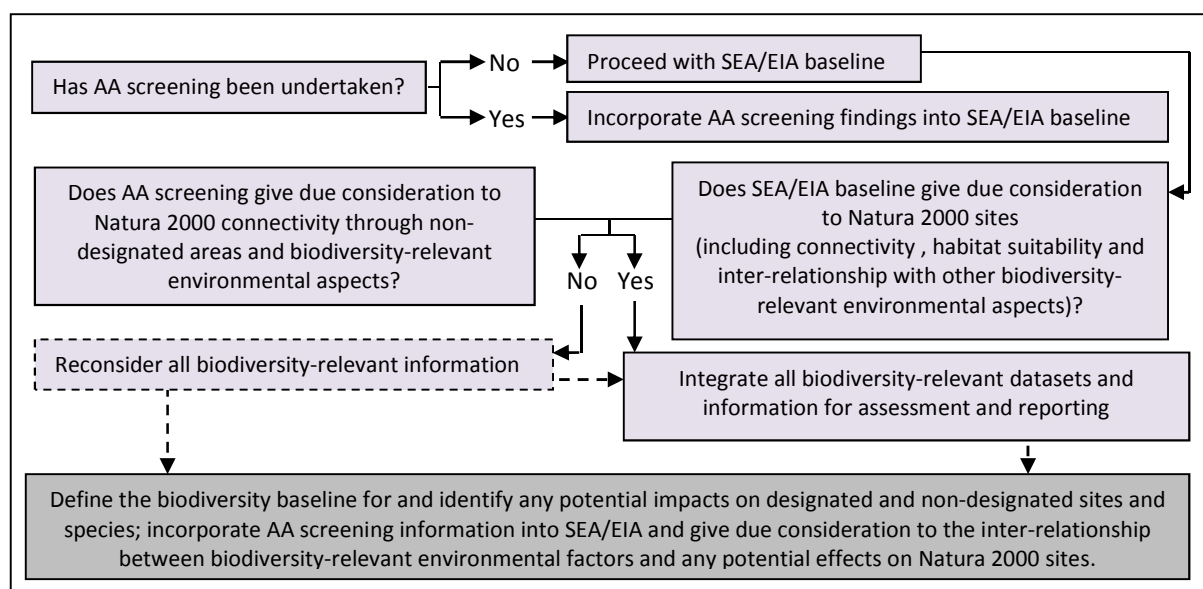 Has AA screening been undertaken?
No
Proceed with SEA/EIA baseline
Yes
Incorporate AA screening findings into SEA/EIA baseline
Does AA screening give due consideration to
Natura 2000 connectivity through non-
designated areas and biodiversity-relevant
environmental aspects?
Does SEA/EIA baseline give due consideration
to Natura 2000 sites
(including connectivity , habitat suitability and
inter-relationship with other biodiversity-
relevant environmental aspects)?
No
Yes
Reconsider all biodiversity-relevant information
Integrate all biodiversity-relevant datasets and
information for assessment and reporting
Define the biodiversity baseline for and identify any potential impacts on designated and non-designated sites and
species; incorporate AA screening information into SEA/EIA and give due consideration to the inter-relationship
between biodiversity-relevant environmental factors and any potential effects on Natura 2000 sites.